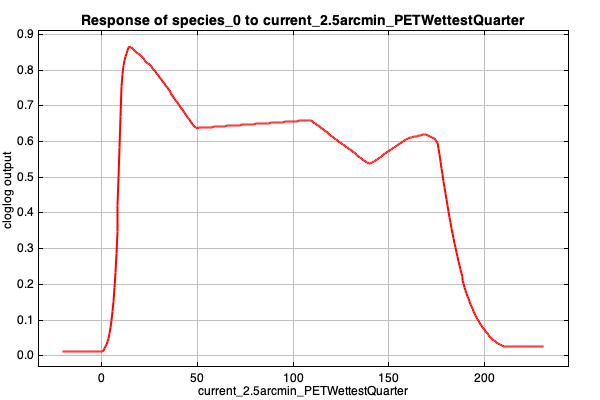 Response of species_0 to current_2.5arcmin_PETWettestQuarter
0.9
0.8
0.7
0.6
0.5
0.4
0.3
0.2
0.1
0.0
cloglog output
0 50 100 150 200
current_2.5arcmin_PETWettestQuarter